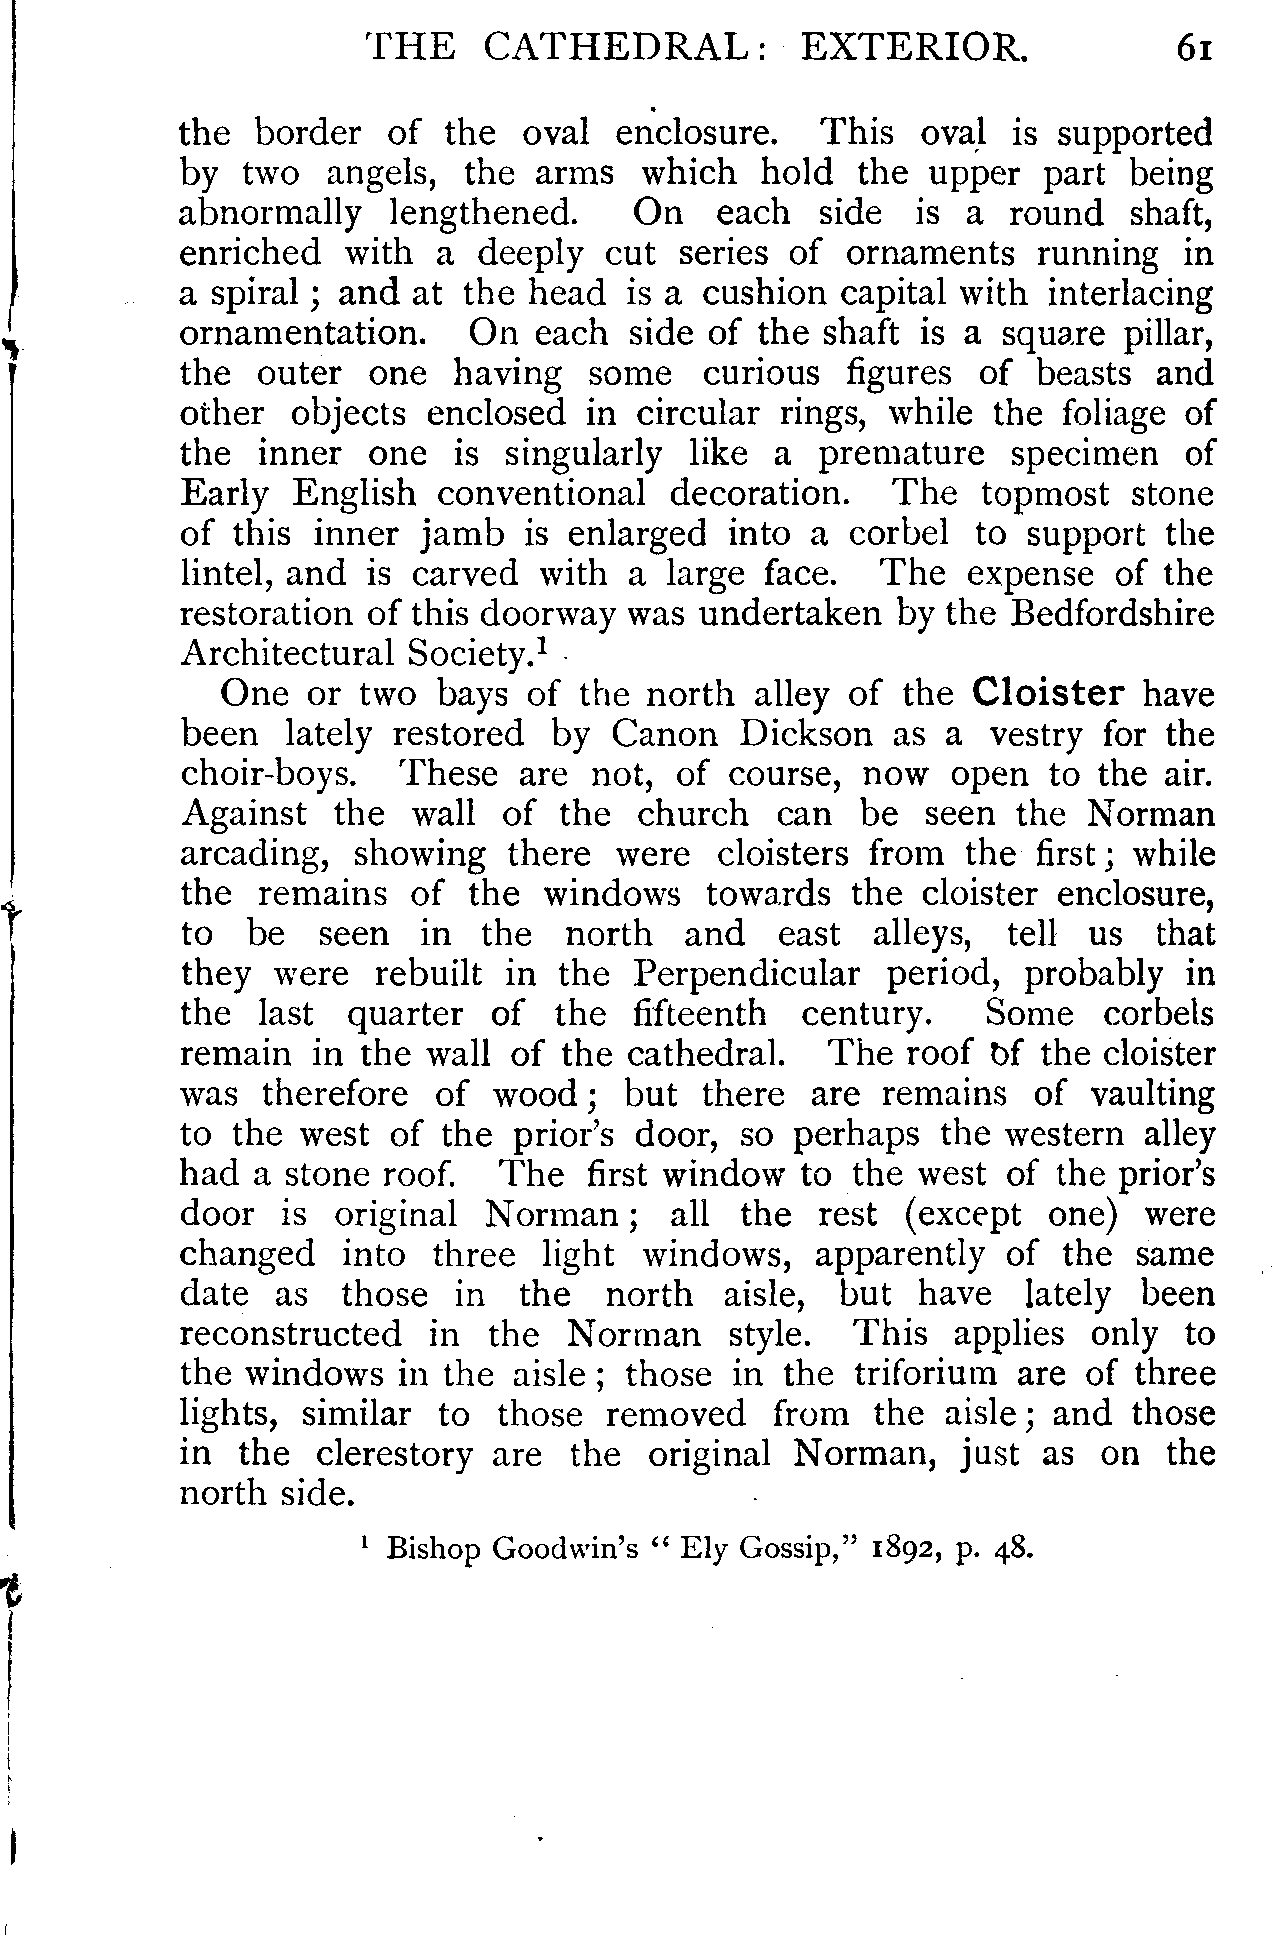 THE CATHEDRAL: EXTERIOR. 61
the border of the oval enclosure. This oval is supported
by two angels, the arms which hold the upper part being
abnormally lengthened. On each side is a round shaft,
enriched with a deeply cut series of ornaments running in
a spiral ; and at the head is a cushion capital with interlacing
ornamentation. On each side of the shaft is a square pillar,
the outer one having some curious figures of beasts and
other objects enclosed in circular rings, while the foliage of
the inner one is singularly like a premature specimen of
Early English conventional decoration. The topmost stone
of this inner jamb is enlarged into a corbel to support the
lintel, and is carved with a large face. The expense of the
restoration of this doorway was undertaken by the Bedfordshire
Architectural Society.¹
One or two bays of the north alley of the Cloister have
been lately restored by Canon Dickson as a vestry for the
choir-boys. These are not, of course, now open to the air.
Against the wall of the church can be seen the Norman
arcading, showing there were cloisters from the first ; while
the remains of the windows towards the cloister enclosure,
to be seen in the north and east alleys, tell us that
they were rebuilt in the Perpendicular period, probably in
the last quarter of the fifteenth century. Some corbels
remain in the wall of the cathedral. The roof of the cloister
was therefore of wood ; but there are remains of vaulting
to the west of the prior's door, so perhaps the western alley
had a stone roof. The first window to the west of the prior's
door is original Norman ; all the rest (except one) were
changed into three light windows, apparently of the same
date as those in the north aisle, but have lately been
reconstructed in the Norman style. This applies only to
the windows in the aisle ; those in the triforium are of three
lights, similar to those removed from the aisle ; and those
in the clerestory are the original Norman, just as on the
north side.
¹ Bishop Goodwin's “ Ely Gossip,” 1892, p. 48.